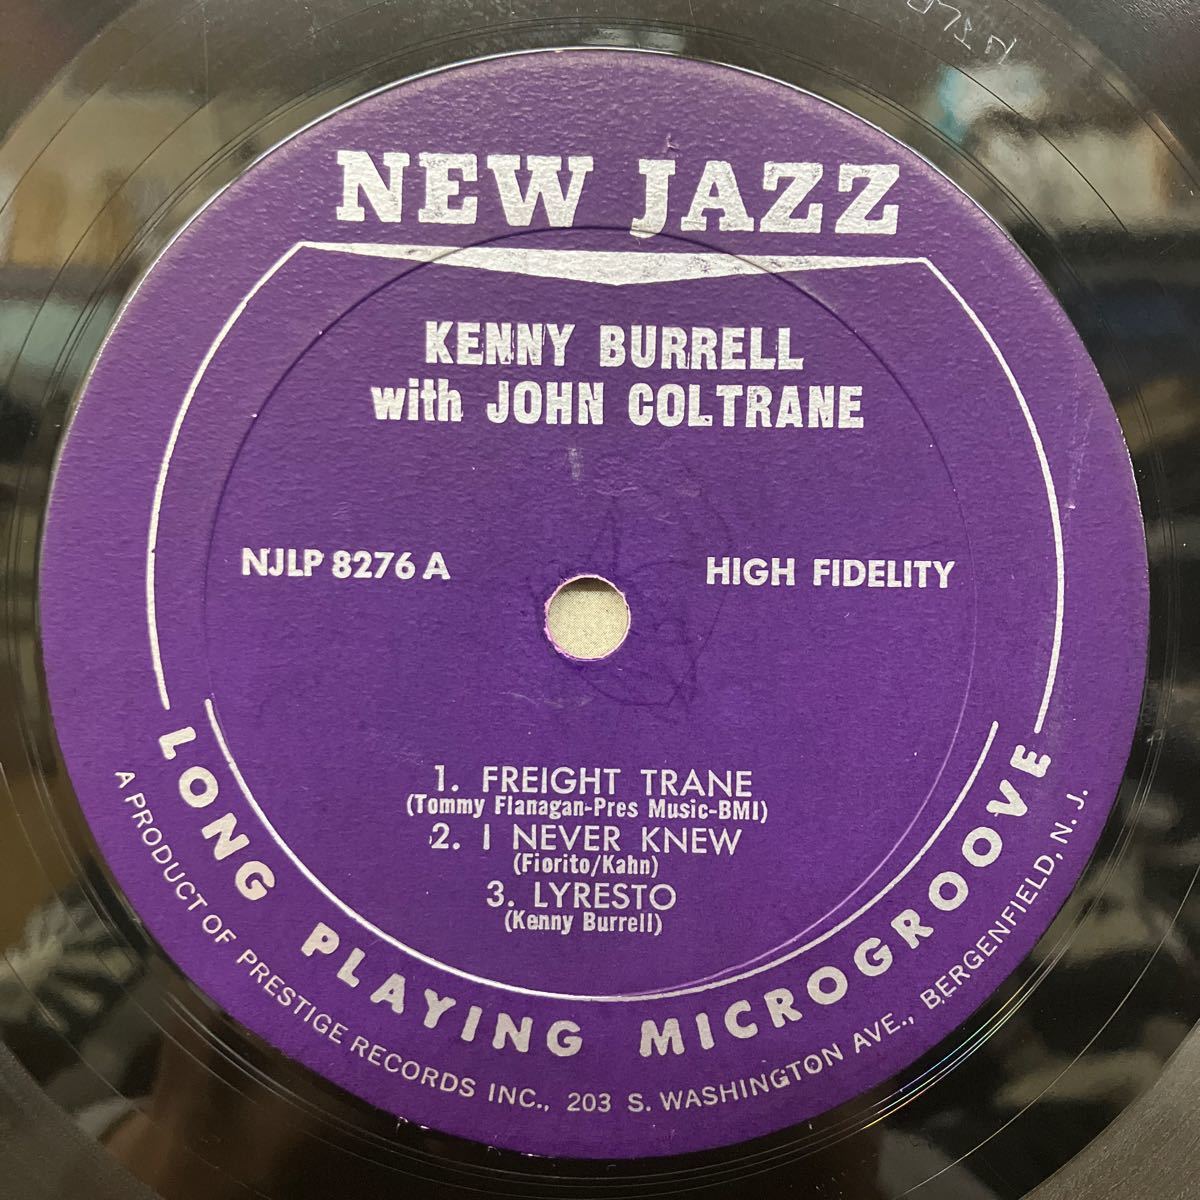 NEW JAZZ
KENNY BURRELL
with JOHN COLTRANE
NJLP 8276 A
HIGH FIDELITY
1. FREIGHT TRANE
(Tommy Flanagan-Pres Music-BMI)
2. I NEVER KNEW
(Fiorito/Kahn)
3. LYRESTO
(Kenny Burrell)
LONG PLAYING MICROGROOVE
A PRODUCT OF PRESTIGE RECORDS INC., 203 S. WASHINGTON AVE., BERGENFIELD, N. J.